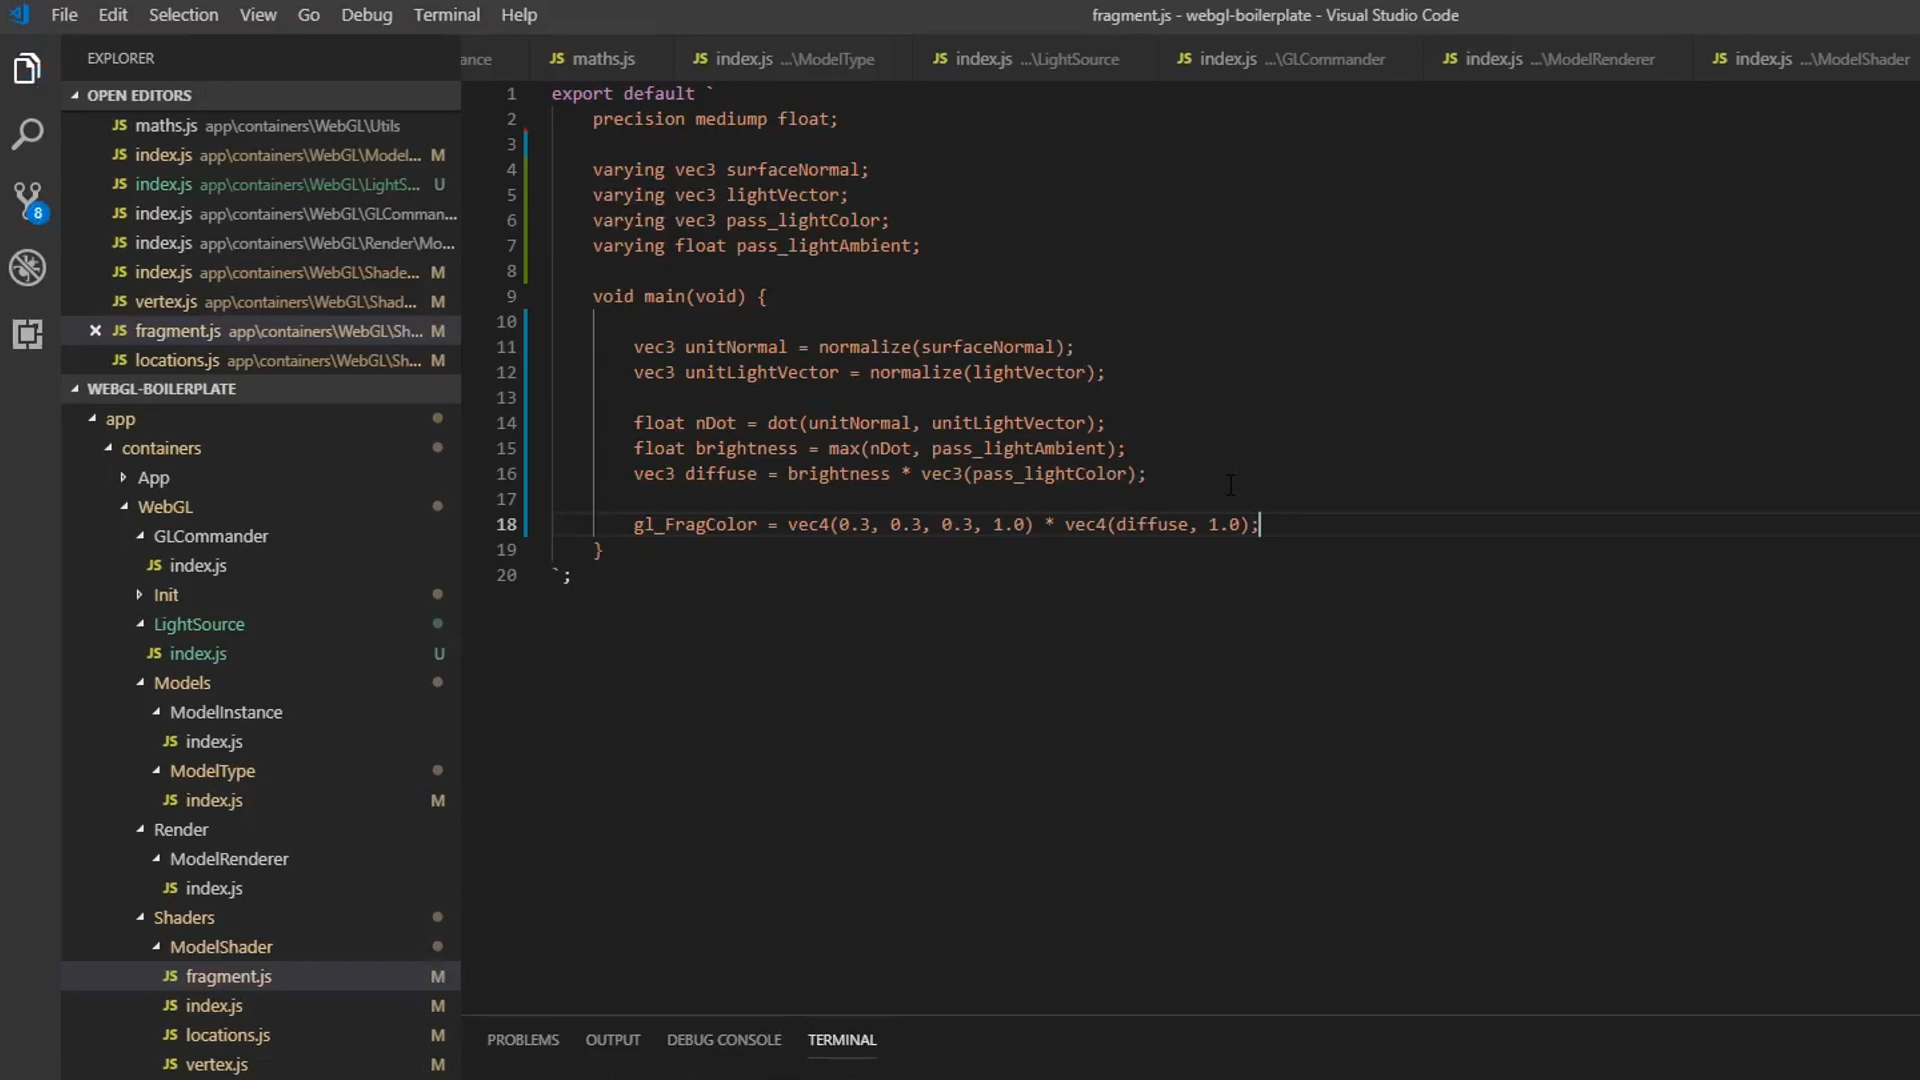 File Edit Selection View Go Debug Terminal Help
fragment.js - webgl-boilerplate - Visual Studio Code
EXPLORER
ance JS maths.js JS index.js ...\ModelType JS index.js ...\LightSource JS index.js ...\GLCommander JS index.js ...\ModelRenderer JS index.js ...\ModelShader
OPEN EDITORS
JS maths.js app\containers\WebGL\Utils
JS index.js app\containers\WebGL\Model... M
JS index.js app\containers\WebGL\LightS... U
JS index.js app\containers\WebGL\GLComman...
JS index.js app\containers\WebGL\Render\Mo...
JS index.js app\containers\WebGL\Shade... M
JS vertex.js app\containers\WebGL\Shad... M
JS fragment.js app\containers\WebGL\Sh... M
JS locations.js app\containers\WebGL\Sh... M
8
WEBGL-BOILERPLATE
app
containers
App
WebGL
GLCommander
JS index.js
Init
LightSource
JS index.js U
Models
ModelInstance
JS index.js
ModelType
JS index.js M
Render
ModelRenderer
JS index.js
Shaders
ModelShader
JS fragment.js M
JS index.js M
JS locations.js M
JS vertex.js M
1 export default `
2 precision mediump float;
3
4 varying vec3 surfaceNormal;
5 varying vec3 lightVector;
6 varying vec3 pass_lightColor;
7 varying float pass_lightAmbient;
8
9 void main(void) {
10
11 vec3 unitNormal = normalize(surfaceNormal);
12 vec3 unitLightVector = normalize(lightVector);
13
14 float nDot = dot(unitNormal, unitLightVector);
15 float brightness = max(nDot, pass_lightAmbient);
16 vec3 diffuse = brightness * vec3(pass_lightColor);
17
18 gl_FragColor = vec4(0.3, 0.3, 0.3, 1.0) * vec4(diffuse, 1.0);
19 }
20 `;
PROBLEMS OUTPUT DEBUG CONSOLE TERMINAL